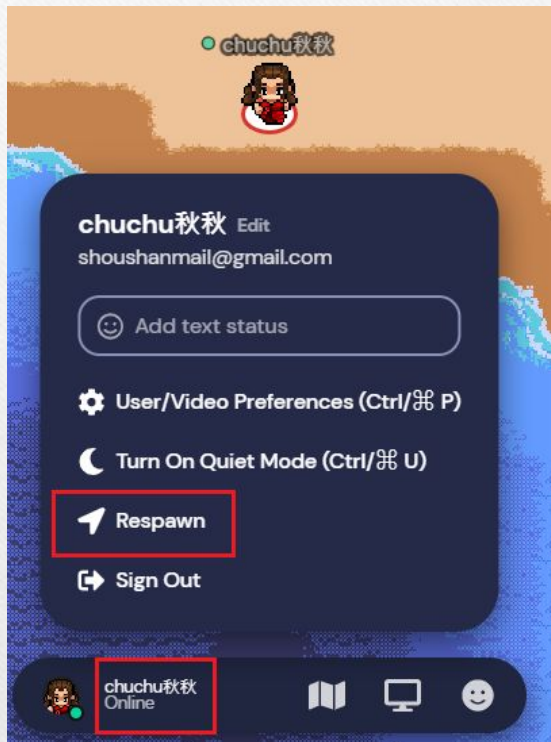 chuchu秋秋
chuchu秋秋 Edit
shoushanmail@gmail.com
Add text status
User/Video Preferences (Ctrl/⌘ P)
Turn On Quiet Mode (Ctrl/⌘ U)
Respawn
Sign Out
chuchu秋秋
Online